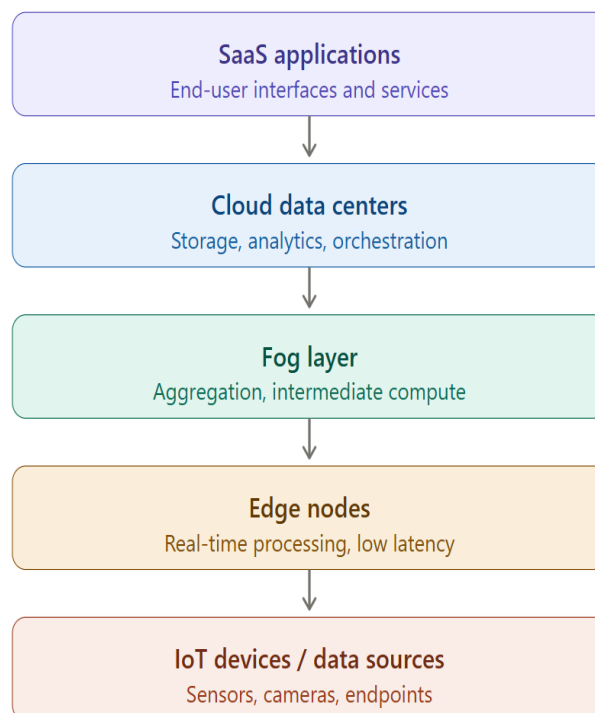 SaaS applications
End-user interfaces and services
Cloud data centers
Storage, analytics, orchestration
Fog layer
Aggregation, intermediate compute
Edge nodes
Real-time processing, low latency
IoT devices / data sources
Sensors, cameras, endpoints